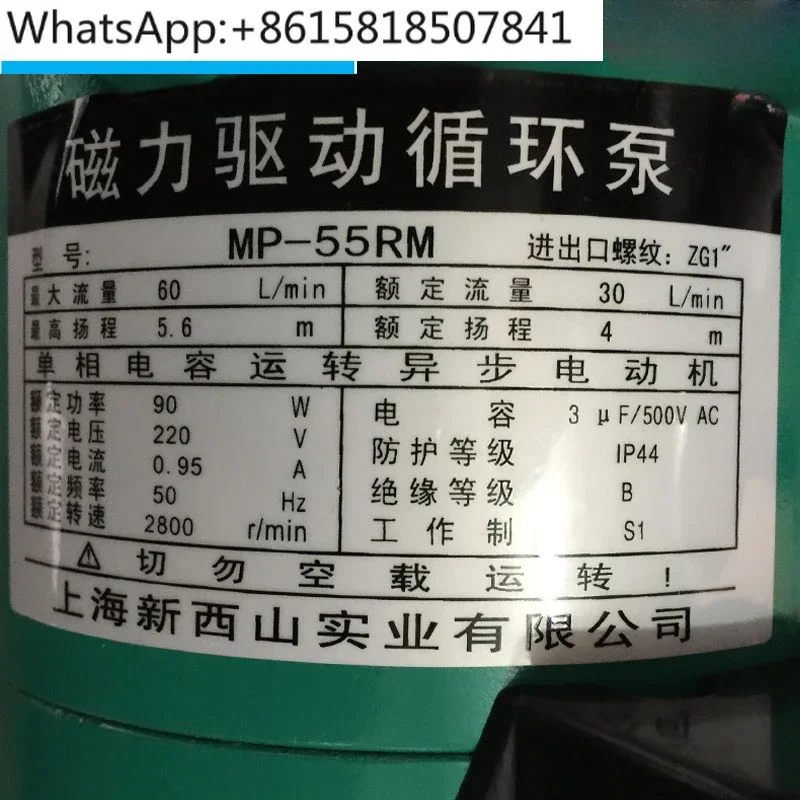 WhatsApp:+8615818507841
磁力驱动循环泵
型号: MP-55RM 进出口螺纹: ZG1"
最大流量 60 L/min 额定流量 30 L/min
最高扬程 5.6 m 额定扬程 4 m
单相电容运转异步电动机
额定功率 90 W 电容 3 μF/500V AC
额定电压 220 V 防护等级 IP44
额定电流 0.95 A 绝缘等级 B
额定频率 50 Hz 工作制 S1
额定转速 2800 r/min
⚠ 切勿空载运转!
上海新西山实业有限公司